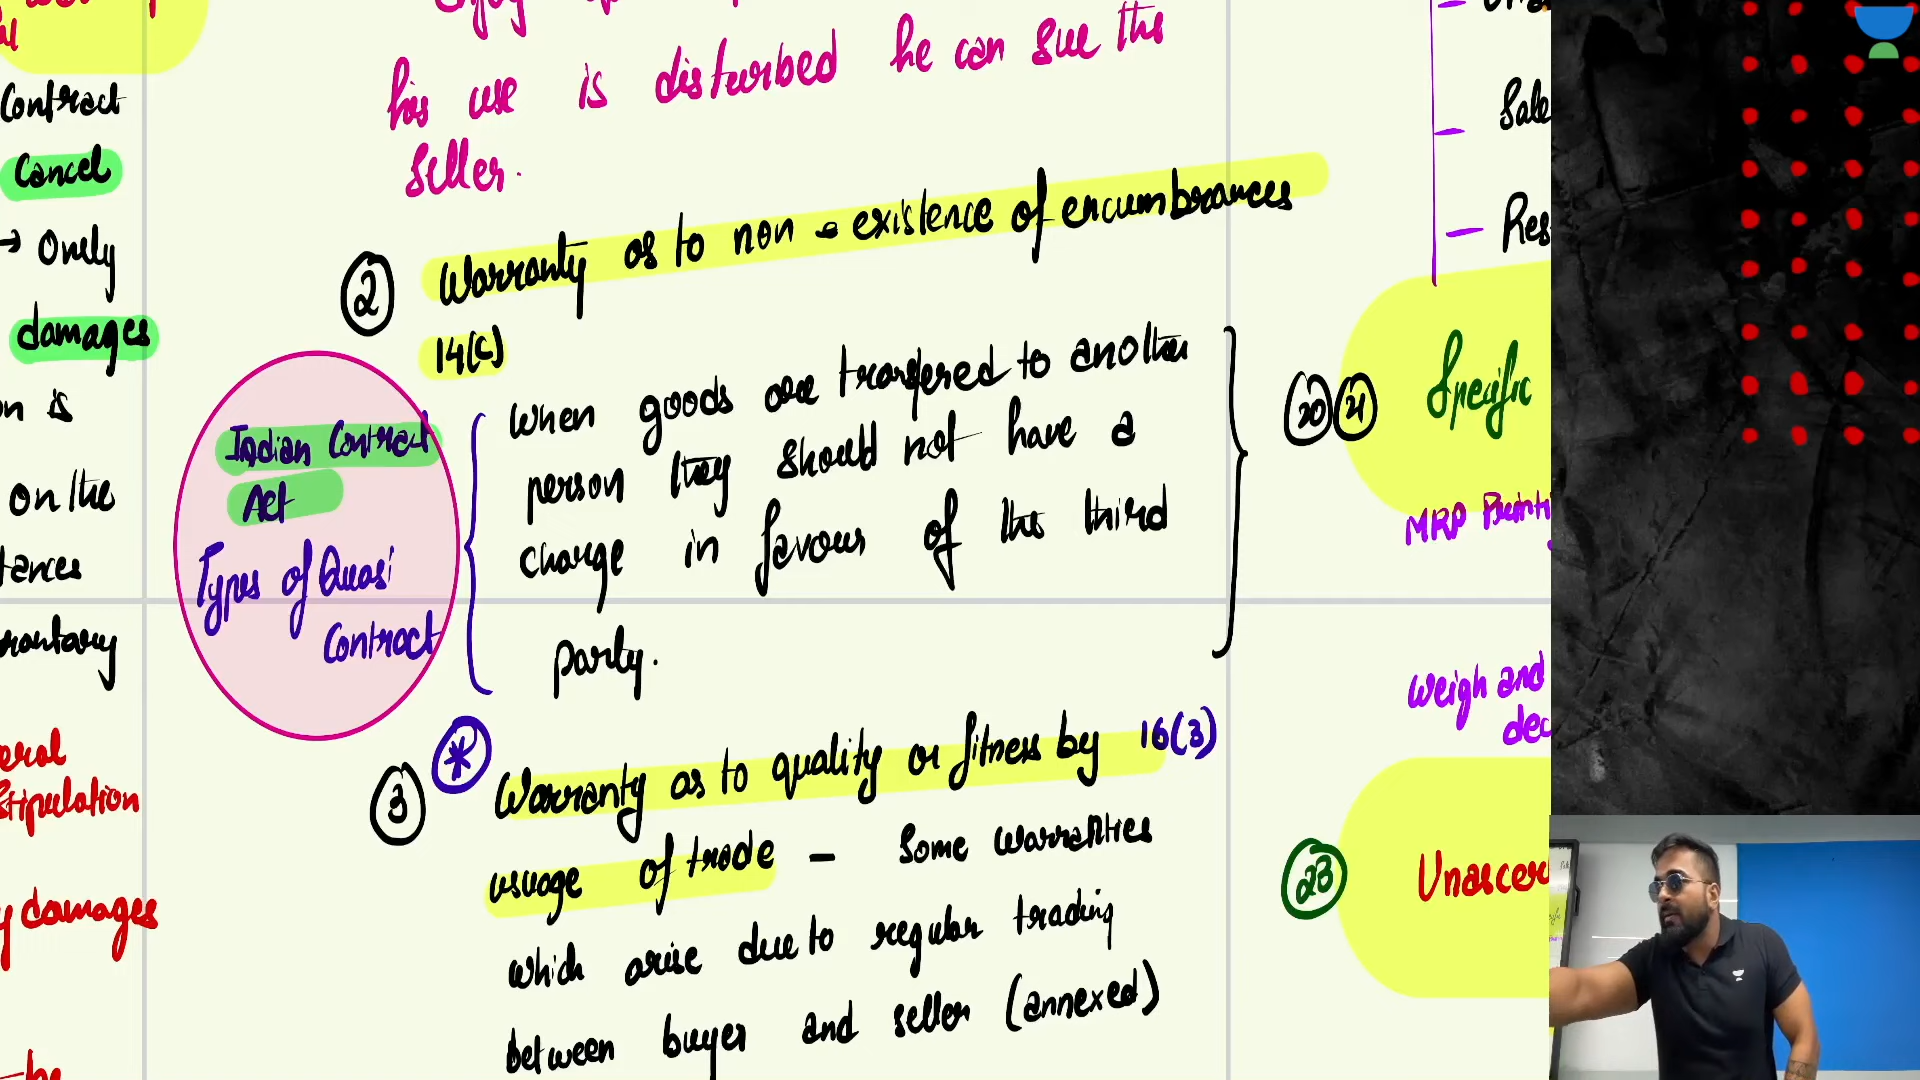 his use is disturbed he can sue the
seller.
② Warranty as to non-existence of encumbrances
14(c)
When goods are transfered to another
person they should not have a
charge in favour of the third
party.
③ * Warranty as to quality or fitness by 16(3)
usuage of trade - Some warranties
which arise due to regular trading
between buyer and seller (annexed)
Indian Contract
Act
Types of Quasi
Contract
Contract
Cancel
→ Only
damages
on the
damages
Sale
Res
20 21 Specific
MRP Printi
Weigh and
23 Unascer